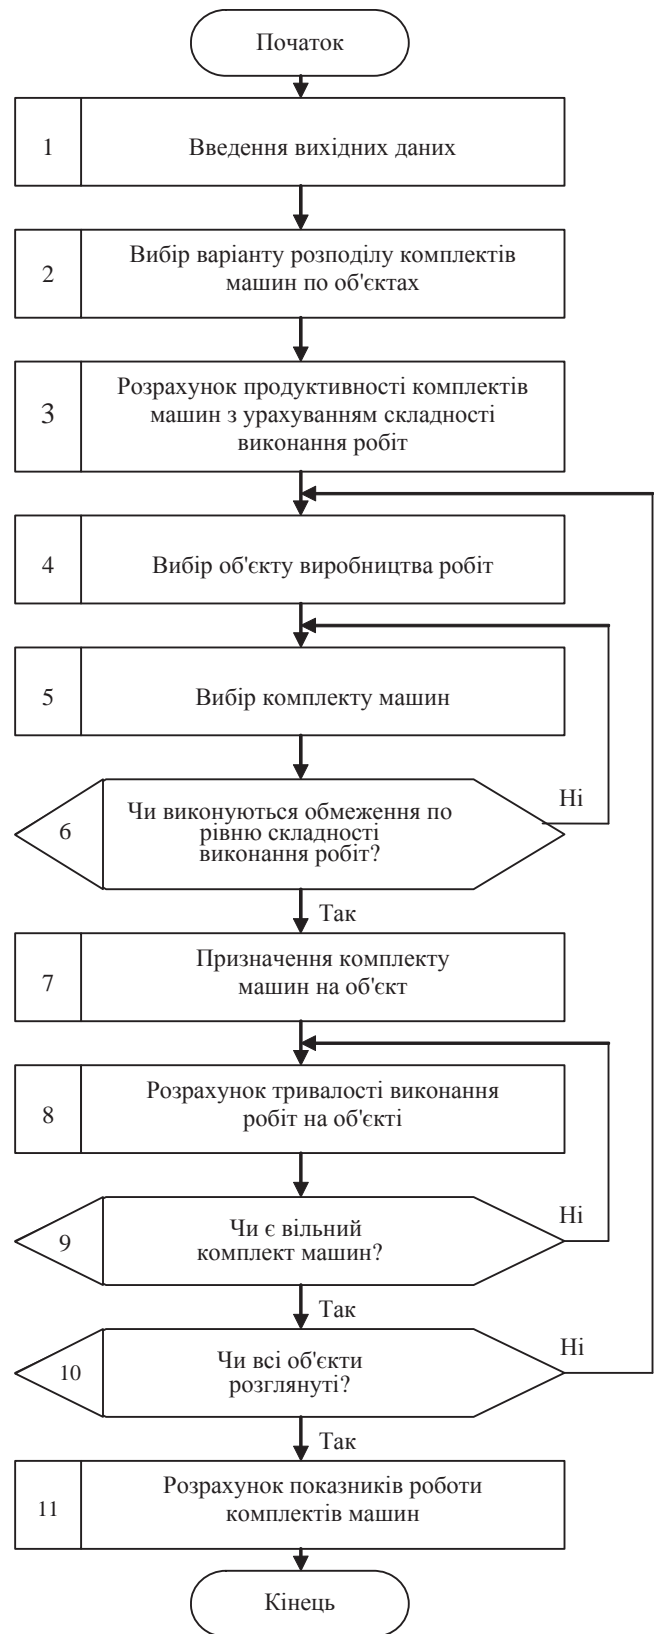 Початок
1
Введення вихідних даних
2
Вибір варіанту розподілу комплектів
машин по об'єктах
3
Розрахунок продуктивності комплектів
машин з урахуванням складності
виконання робіт
4
Вибір об'єкту виробництва робіт
5
Вибір комплекту машин
6
Чи виконуються обмеження по
рівню складності
виконання робіт?
Ні
Так
7
Призначення комплекту
машин на об'єкт
8
Розрахунок тривалості виконання
робіт на об'єкті
9
Чи є вільний
комплект машин?
Ні
Так
10
Чи всі об'єкти
розглянуті?
Ні
Так
11
Розрахунок показників роботи
комплектів машин
Кінець